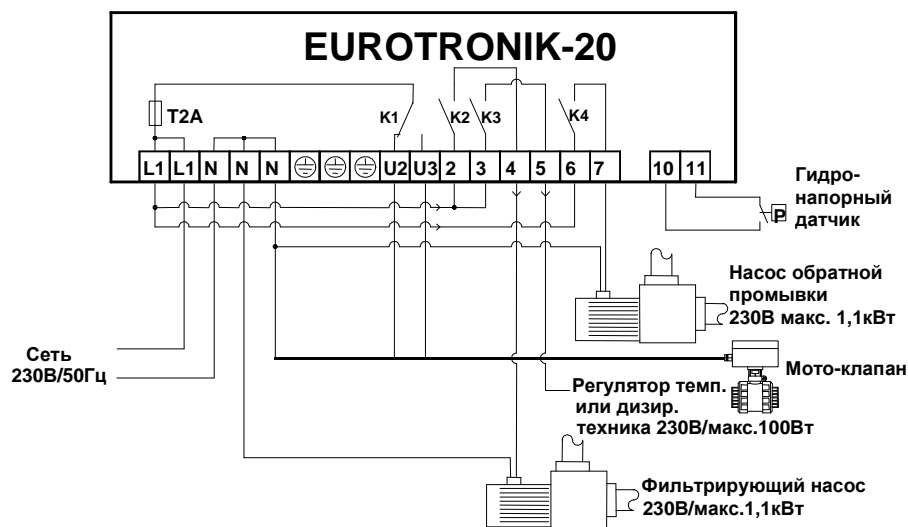 EUROTRONIK-20
T2A
K1 K2 K3 K4
L1 L1 N N N U2 U3 2 3 4 5 6 7 10 11
Гидро-
напорный
датчик
P
Насос обратной
промывки
230В макс. 1,1кВт
Сеть
230В/50Гц
Мото-клапан
Регулятор темп.
или дизир.
техника 230В/макс.100Вт
Фильтрирующий насос
230В/макс.1,1кВт